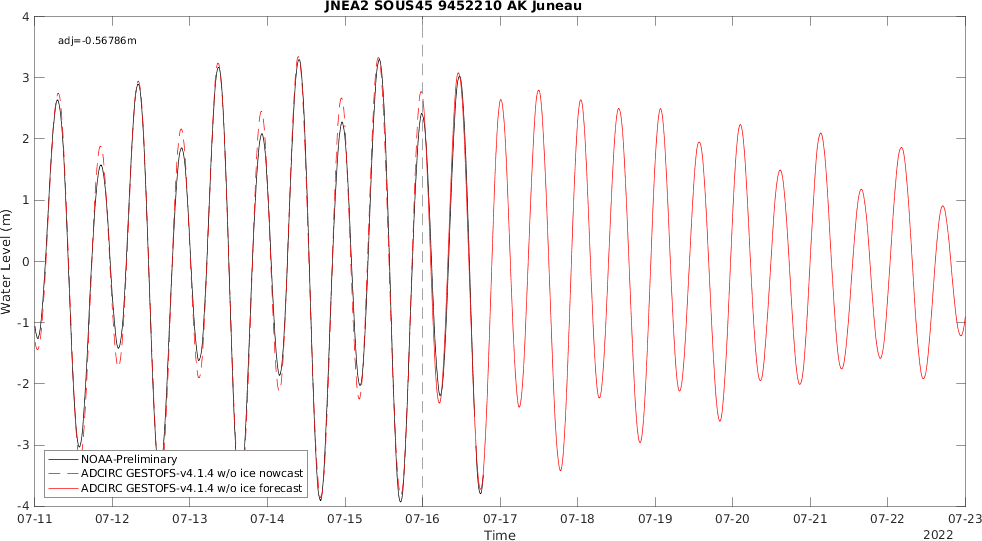 JNEA2 SOUS45 9452210 AK Juneau
4
adj=-0.56786m
3
2
1
0
-1
-2
-3
-4
Water Level (m)
NOAA-Preliminary
ADCIRC GESTOFS-v4.1.4 w/o ice nowcast
ADCIRC GESTOFS-v4.1.4 w/o ice forecast
07-11 07-12 07-13 07-14 07-15 07-16 07-17 07-18 07-19 07-20 07-21 07-22 07-23
Time
2022